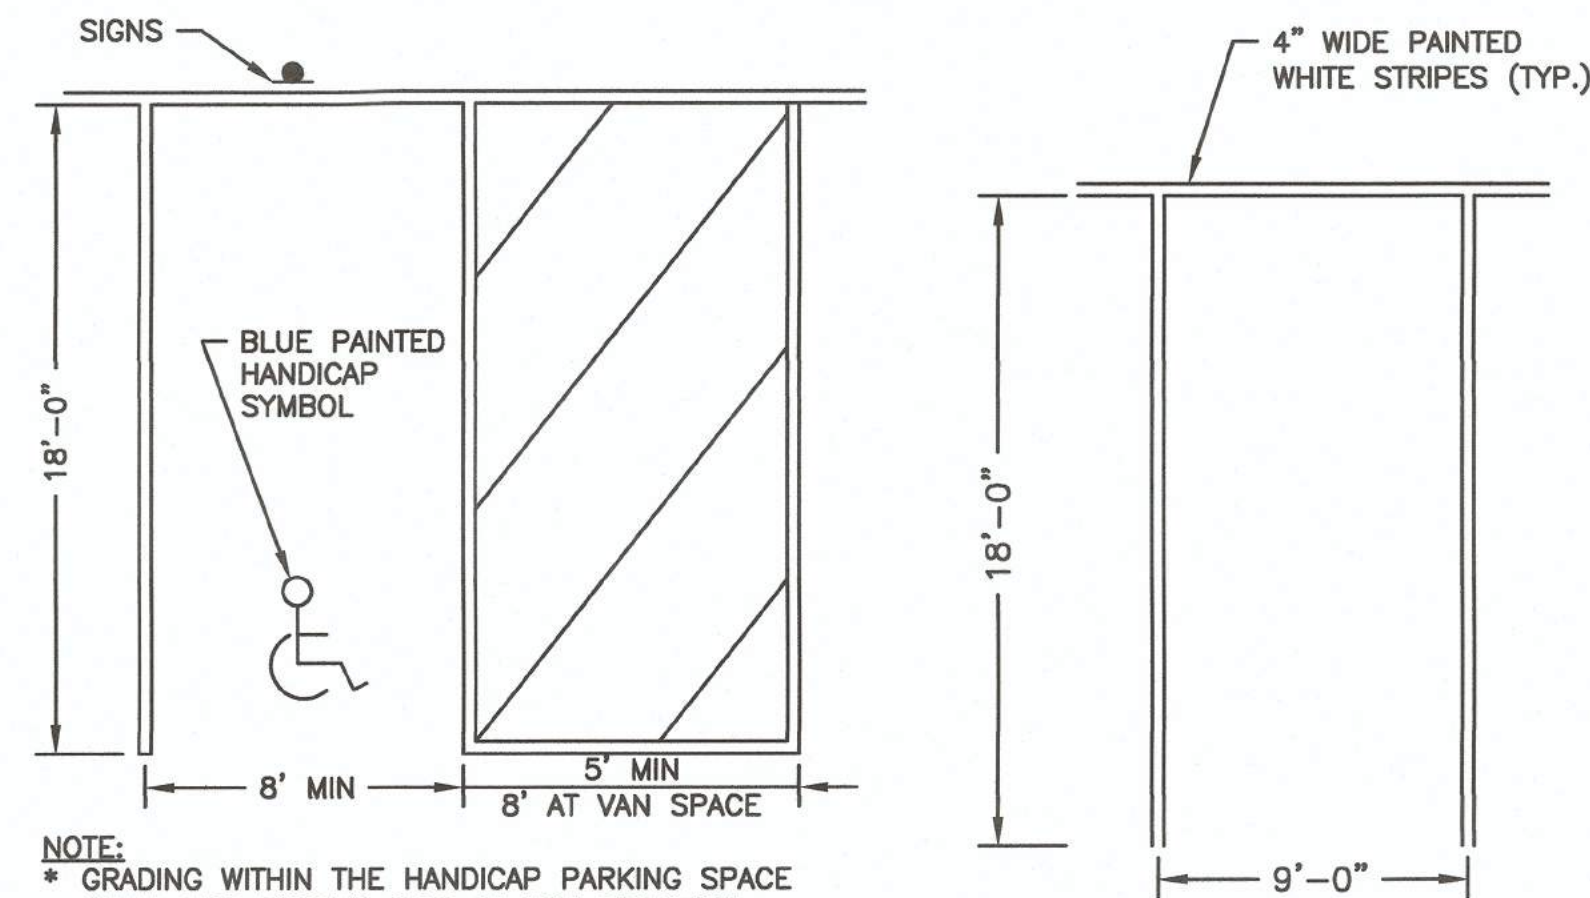 SIGNS
18'-0"
BLUE PAINTED
HANDICAP
SYMBOL
8' MIN
5' MIN
8' AT VAN SPACE
NOTE:
* GRADING WITHIN THE HANDICAP PARKING SPACE
4" WIDE PAINTED
WHITE STRIPES (TYP.)
18'-0"
9'-0"